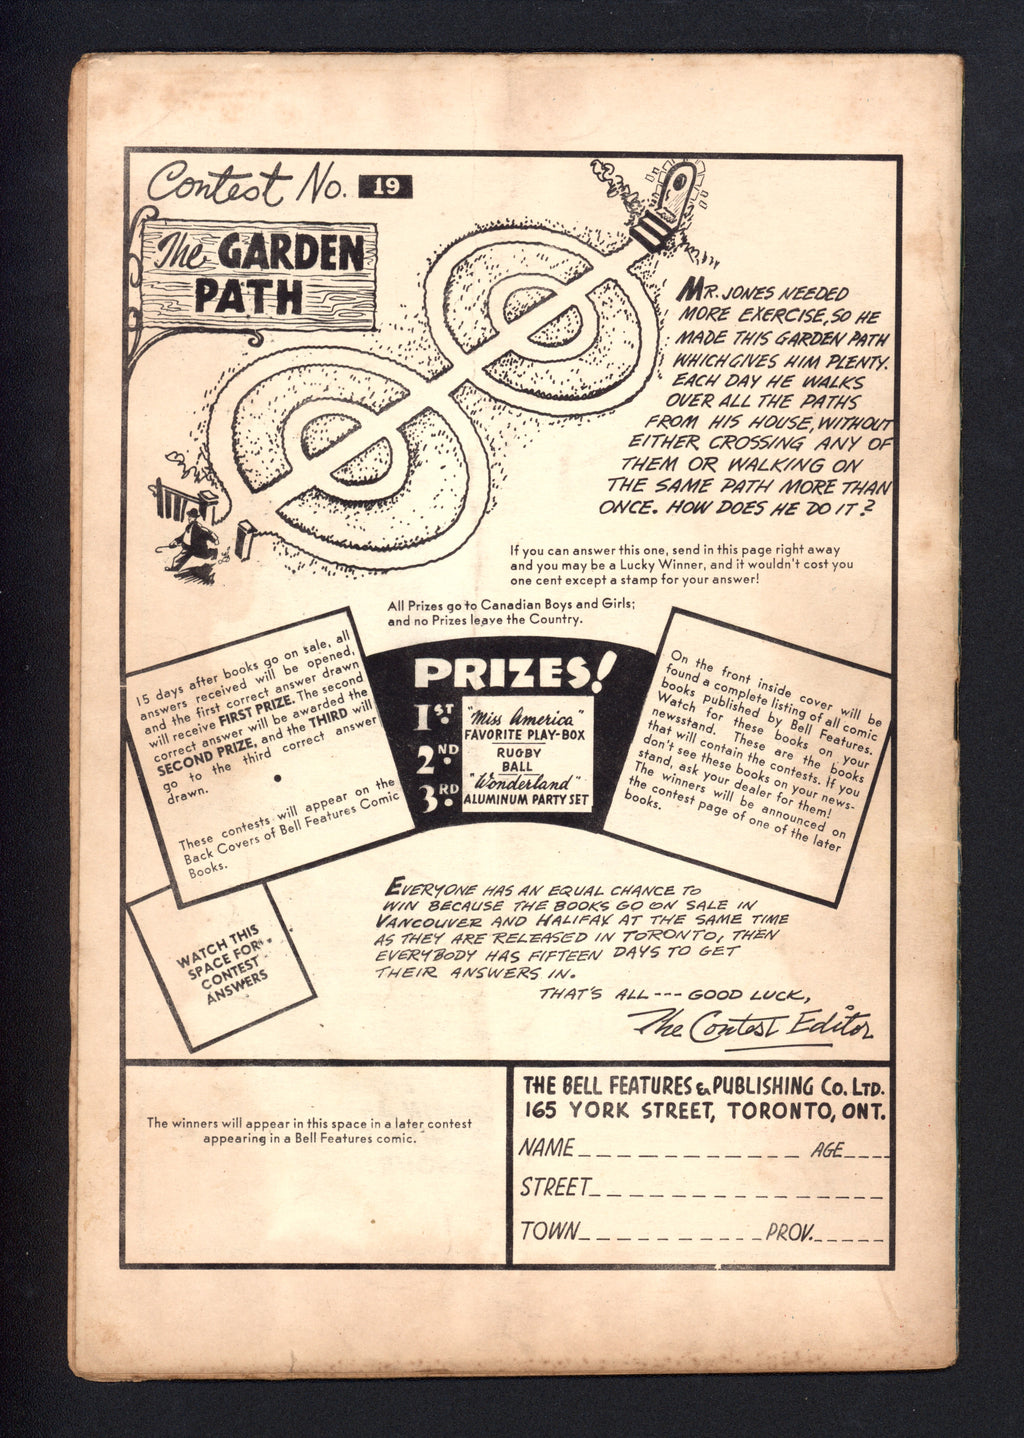 Contest No. 19
The GARDEN
PATH
MR. JONES NEEDED
MORE EXERCISE, SO HE
MADE THIS GARDEN PATH
WHICH GIVES HIM PLENTY.
EACH DAY HE WALKS
OVER ALL THE PATHS
FROM HIS HOUSE, WITHOUT
EITHER CROSSING ANY OF
THEM OR WALKING ON
THE SAME PATH MORE THAN
ONCE. HOW DOES HE DO IT?
If you can answer this one, send in this page right away
and you may be a Lucky Winner, and it wouldn't cost you
one cent except a stamp for your answer!
All Prizes go to Canadian Boys and Girls;
and no Prizes leave the Country.
15 days after books go on sale, all
answers received will be opened,
and the first correct answer drawn
will receive FIRST PRIZE. The second
correct answer will be awarded the
SECOND PRIZE, and the THIRD will
go to the third correct answer
drawn.
These contests will appear on the
Back Covers of Bell Features Comic
Books.
PRIZES!
1ST. "Miss America"
FAVORITE PLAY-BOX
2ND. RUGBY
BALL
3RD. "Wonderland"
ALUMINUM PARTY SET
On the front inside cover will be
found a complete listing of all comic
books published by Bell Features.
Watch for these books on your
newsstand. These are the books
that will contain the contests. If you
don't see these books on your news-
stand, ask your dealer for them!
The winners will be announced on
the contest page of one of the later
books.
EVERYONE HAS AN EQUAL CHANCE TO
WIN BECAUSE THE BOOKS GO ON SALE IN
VANCOUVER AND HALIFAX AT THE SAME TIME
AS THEY ARE RELEASED IN TORONTO, THEN
EVERYBODY HAS FIFTEEN DAYS TO GET
THEIR ANSWERS IN.
THAT'S ALL --- GOOD LUCK,
The Contest Editor
WATCH THIS
SPACE FOR
CONTEST
ANSWERS
The winners will appear in this space in a later contest
appearing in a Bell Features comic.
THE BELL FEATURES & PUBLISHING CO. LTD.
165 YORK STREET, TORONTO, ONT.
NAME_ _ _ _ _ _ _ _ _ _ _ _ AGE_ _ _
STREET_ _ _ _ _ _ _ _ _ _ _ _ _ _ _
TOWN_ _ _ _ _ _ _ _ _ _ PROV._ _ _ _ _